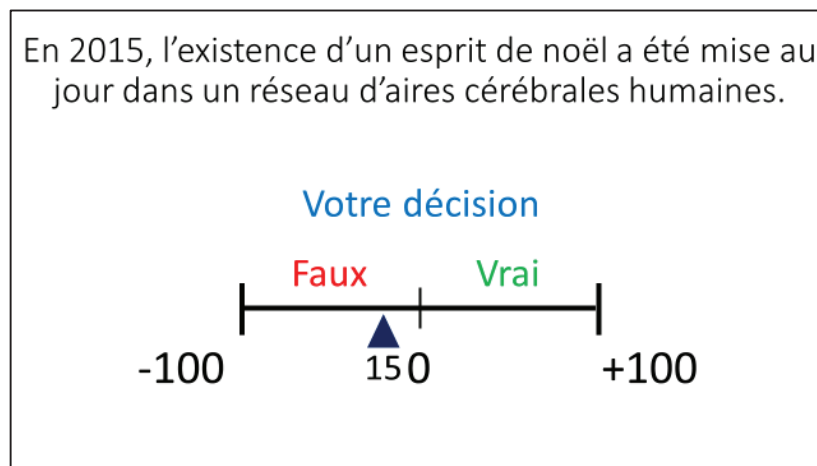 En 2015, l’existence d’un esprit de noël a été mise au
jour dans un réseau d’aires cérébrales humaines.
Votre décision
Faux Vrai
-100 15 0 +100